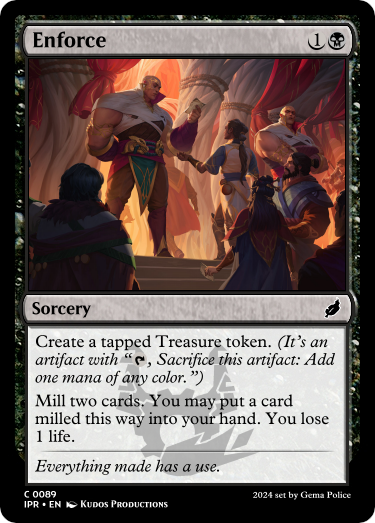 Enforce 1
Sorcery
Create a tapped Treasure token. (It's an
artifact with “, Sacrifice this artifact: Add
one mana of any color.”)
Mill two cards. You may put a card
milled this way into your hand. You lose
1 life.
Everything made has a use.
C 0089
IPR • EN Kudos Productions
2024 set by Gema Police